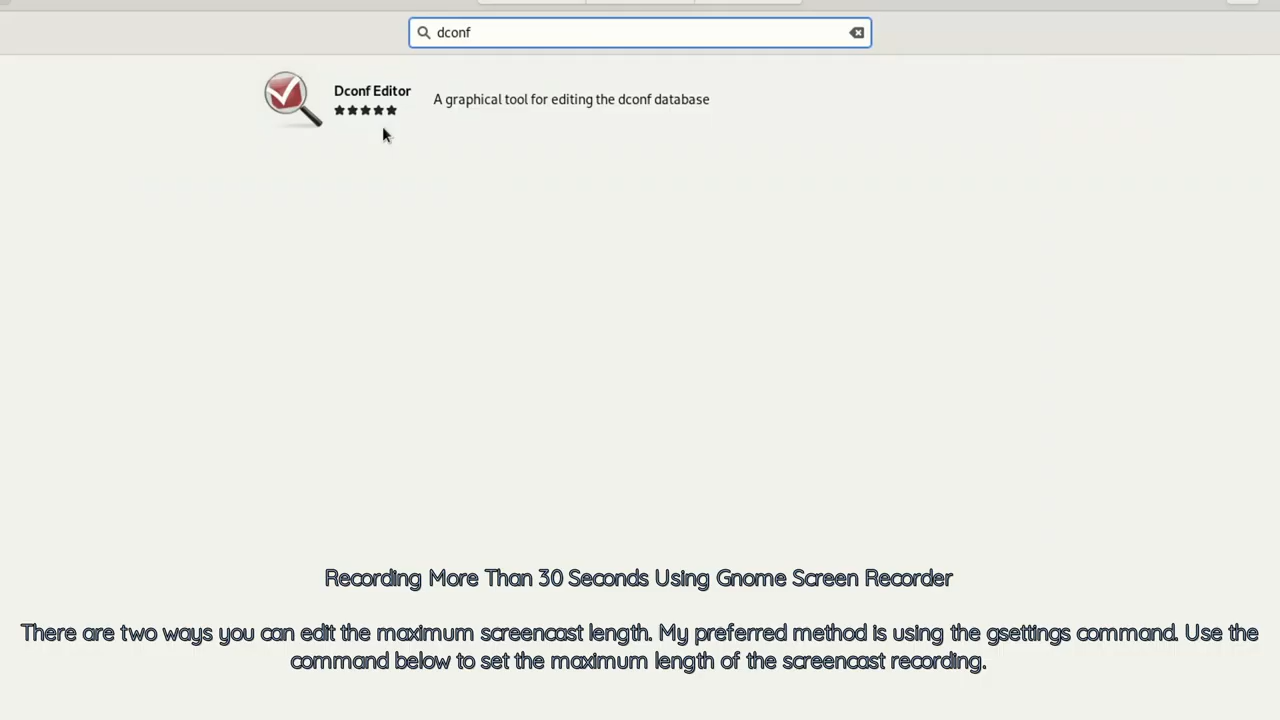 dconf
Dconf Editor
A graphical tool for editing the dconf database
Recording More Than 30 Seconds Using Gnome Screen Recorder
There are two ways you can edit the maximum screencast length. My preferred method is using the gsettings command. Use the
command below to set the maximum length of the screencast recording.